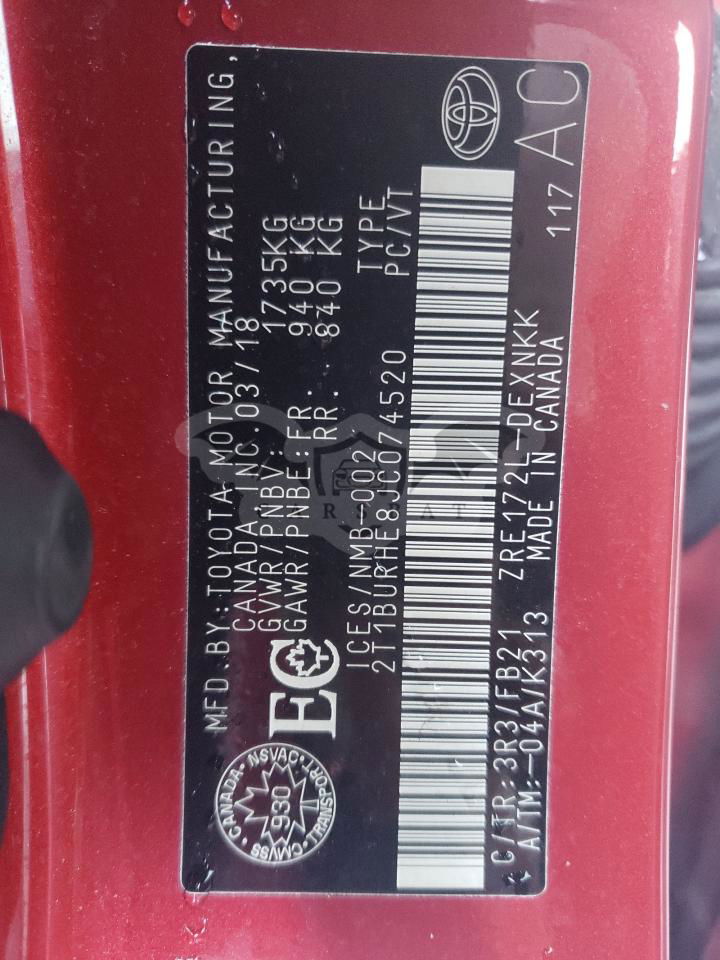 MFD.BY:TOYOTA MOTOR MANUFACTURING,
CANADA INC.03/18
GVWR/PNBV: 1735KG
GAWR/PNBE:FR. 940 KG
RR. 840 KG
EC
ICES/NMB-002 TYPE
2T1BURHE8JC074520 PC/VT
CANADA · NSVAC · TRANSPORT · CMVSS
930
C/TR:3R3/FB21 ZRE172L-DEXNKK
A/TM:-04A/K313 MADE IN CANADA
117 AC